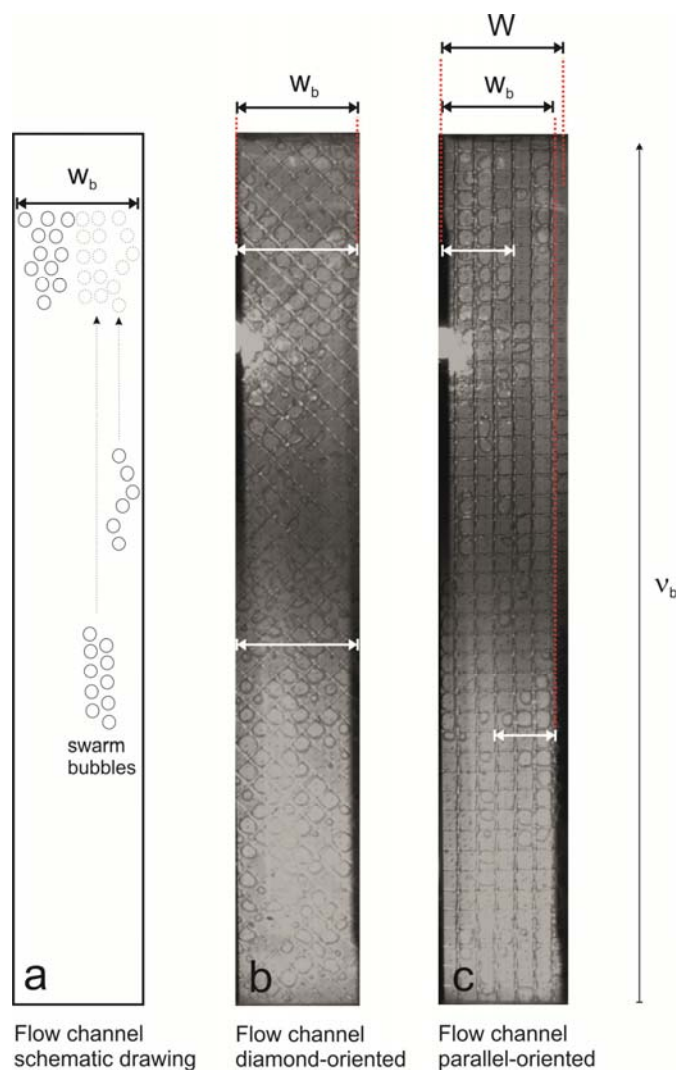 W
w_b
w_b
w_b
ν_b
swarm
bubbles
a
b
c
Flow channel
schematic drawing
Flow channel
diamond-oriented
Flow channel
parallel-oriented